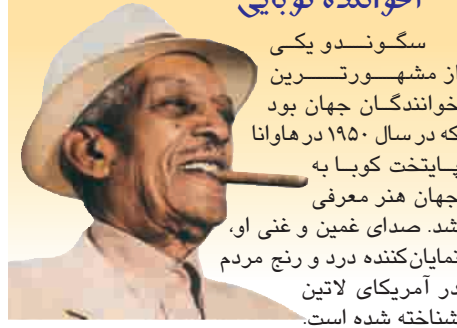 خواننده کوبایی
سگوندو یکی
از مشهورترین
خوانندگان جهان بود
که در سال ۱۹۵۰ در هاوانا
پایتخت کوبا به
جهان هنر معرفی
شد. صدای غمین و غنی او،
نمایان‌کننده درد و رنج مردم
در آمریکای لاتین
شناخته شده است.